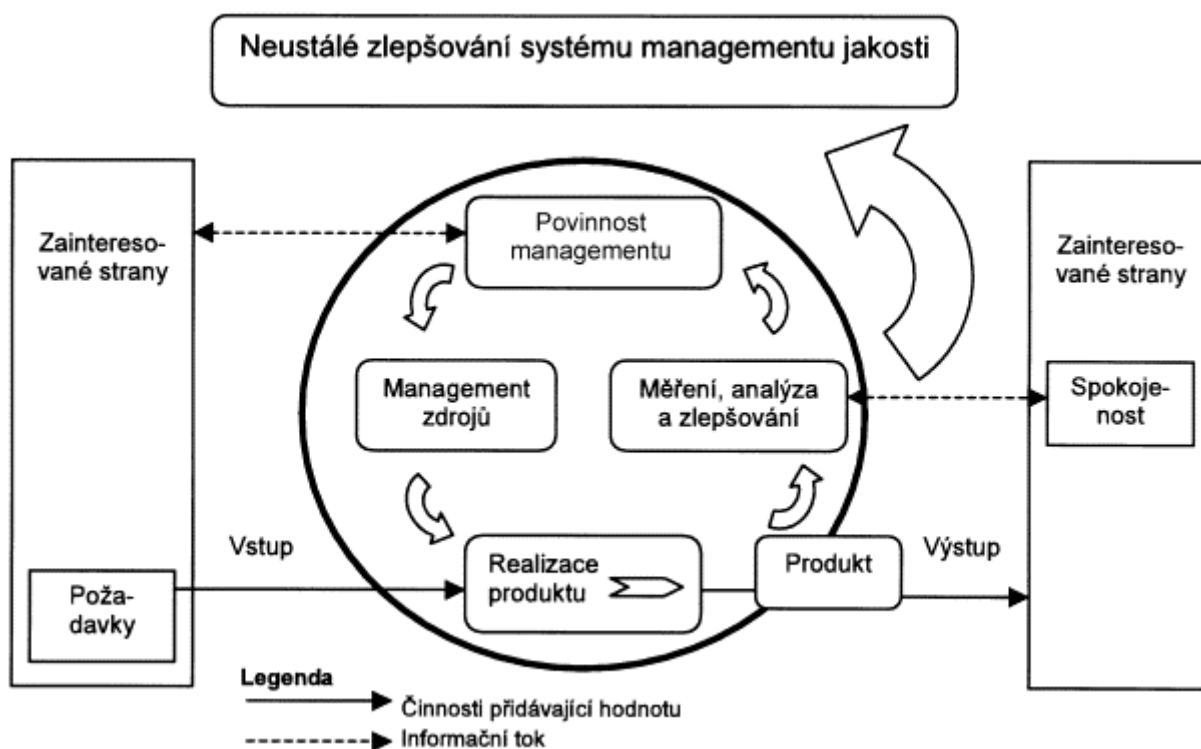 Neustálé zlepšování systému managementu jakosti
Zaintereso-
vané strany
Povinnost
managementu
Zaintereso-
vané strany
Management
zdrojů
Měření, analýza
a zlepšování
Spokoje-
nost
Vstup
Realizace
produktu
Produkt
Výstup
Poža-
davky
Legenda
Činnosti přidávající hodnotu
Informační tok